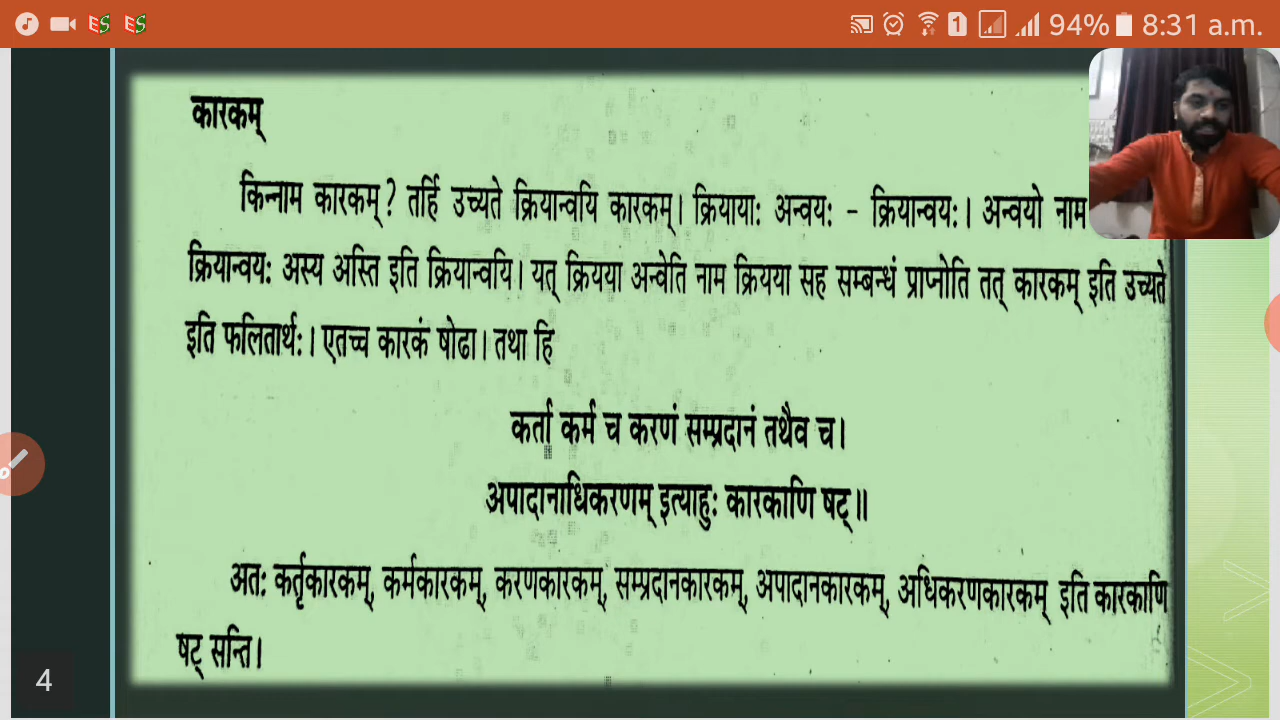 94% 8:31 a.m.
कारकम्
किन्नाम कारकम्? तर्हि उच्यते क्रियान्वयि कारकम्। क्रियायाः अन्वयः - क्रियान्वयः। अन्वयो नाम
क्रियान्वयः अस्य अस्ति इति क्रियान्वयि। यत् क्रियया अन्वेति नाम क्रियया सह सम्बन्धं प्राप्नोति तत् कारकम् इति उच्यते
इति फलितार्थः। एतच्च कारकं षोढा। तथा हि
कर्ता कर्म च करणं सम्प्रदानं तथैव च।
अपादानाधिकरणम् इत्याहुः कारकाणि षट्॥
अतः कर्तृकारकम्, कर्मकारकम्, करणकारकम्, सम्प्रदानकारकम्, अपादानकारकम्, अधिकरणकारकम् इति कारकाणि
षट् सन्ति।
4